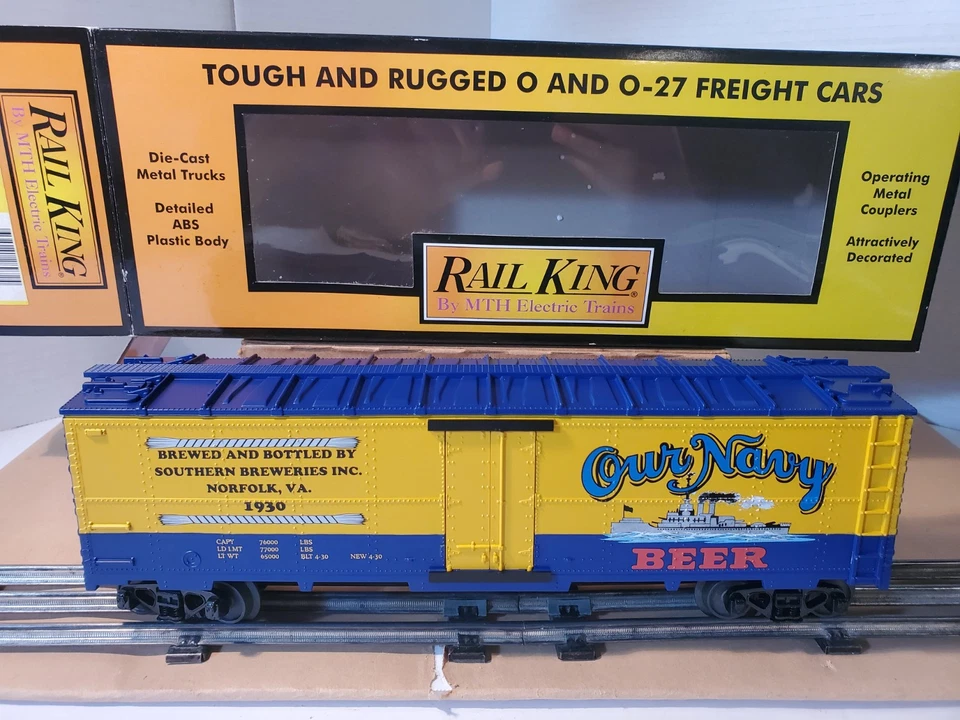 RAIL KING
By MTH Electric Trains
TOUGH AND RUGGED O AND O-27 FREIGHT CARS
Die-Cast
Metal Trucks
Detailed
ABS
Plastic Body
Operating
Metal
Couplers
Attractively
Decorated
RAIL KING®
By MTH Electric Trains
BREWED AND BOTTLED BY
SOUTHERN BREWERIES INC.
NORFOLK, VA.
1930
CAPY 76000 LBS
LD LMT 77000 LBS
LT WT 65000 BLT 4-30 NEW 4-30
Our Navy
BEER